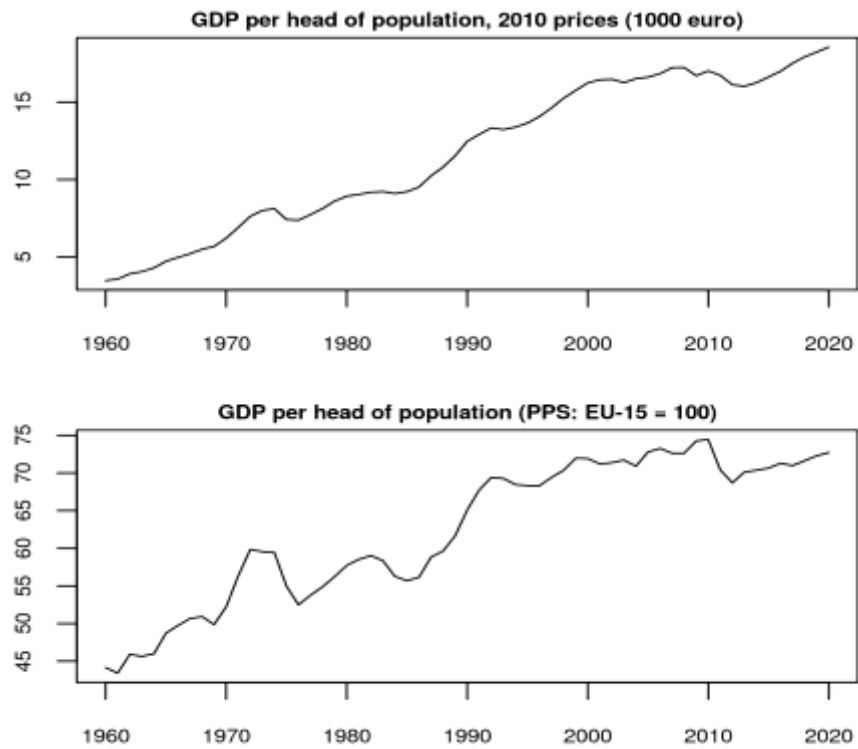 GDP per head of population, 2010 prices (1000 euro)
15
10
5
1960 1970 1980 1990 2000 2010 2020
GDP per head of population (PPS: EU-15 = 100)
75
70
65
60
55
50
45
1960 1970 1980 1990 2000 2010 2020